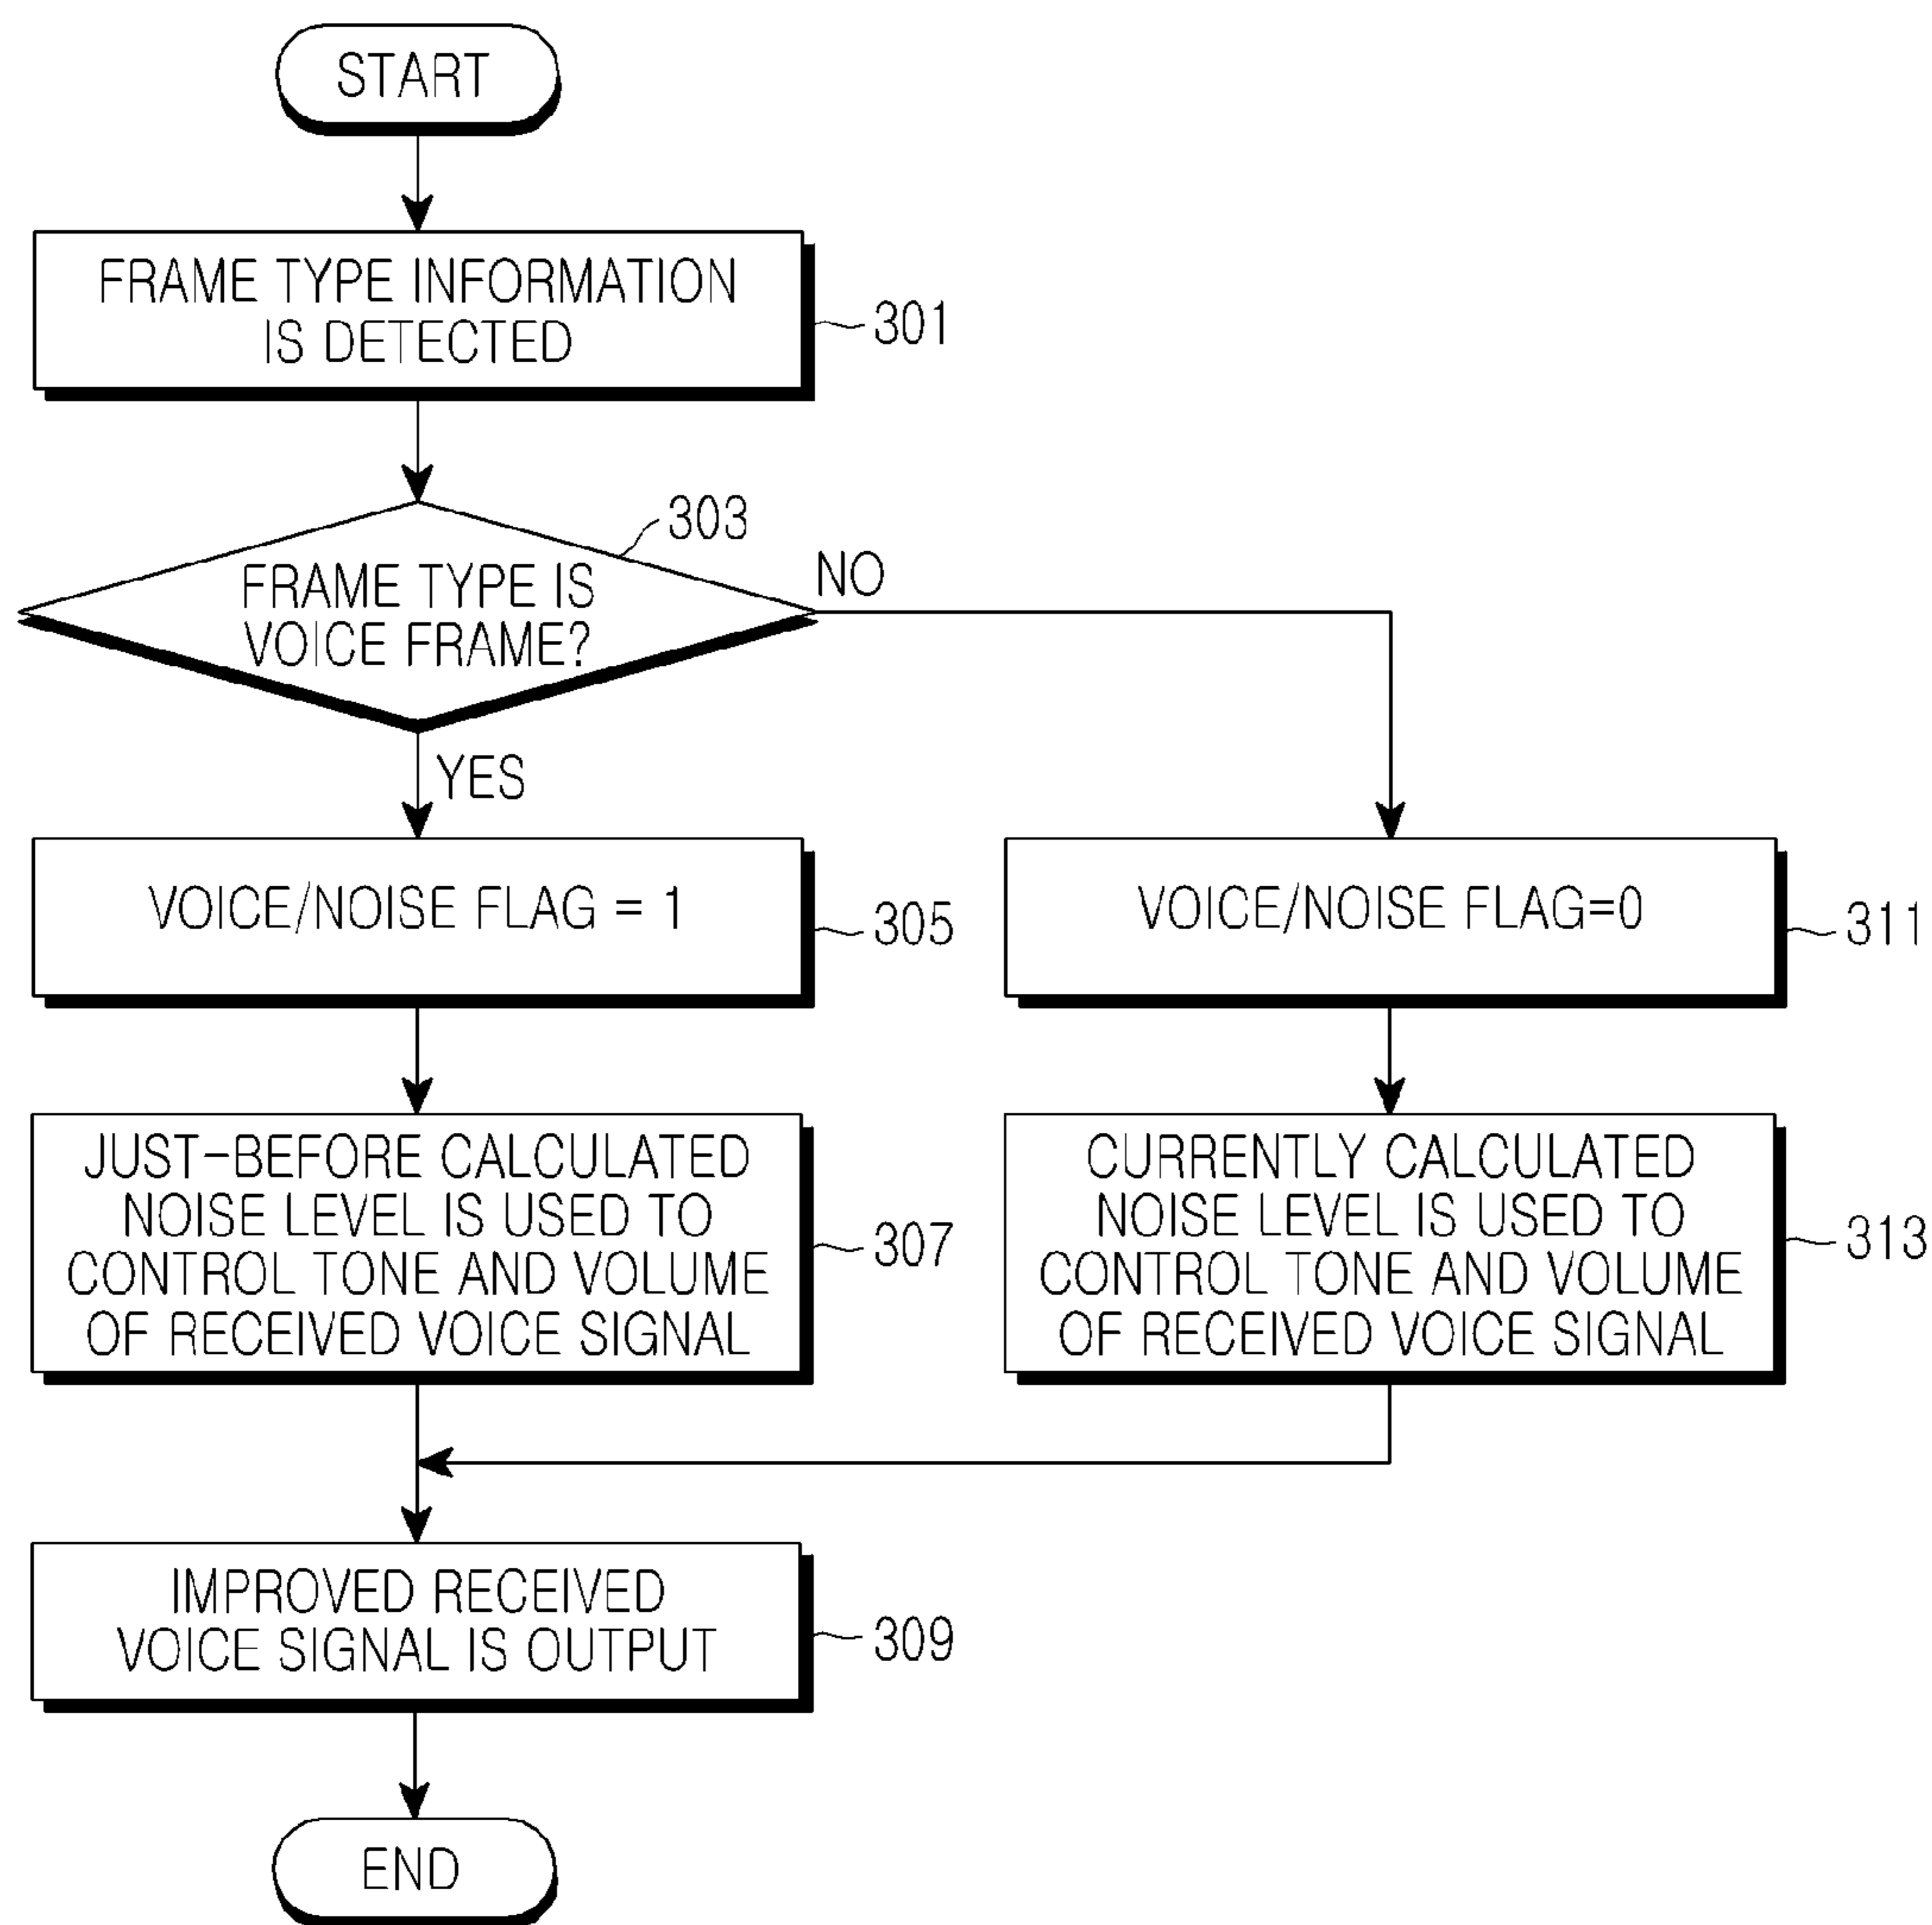 START
FRAME TYPE INFORMATION
IS DETECTED
301
303
FRAME TYPE IS
VOICE FRAME?
NO
YES
VOICE/NOISE FLAG = 1
305
VOICE/NOISE FLAG=0
311
JUST-BEFORE CALCULATED
NOISE LEVEL IS USED TO
CONTROL TONE AND VOLUME
OF RECEIVED VOICE SIGNAL
307
CURRENTLY CALCULATED
NOISE LEVEL IS USED TO
CONTROL TONE AND VOLUME
OF RECEIVED VOICE SIGNAL
313
IMPROVED RECEIVED
VOICE SIGNAL IS OUTPUT
309
END